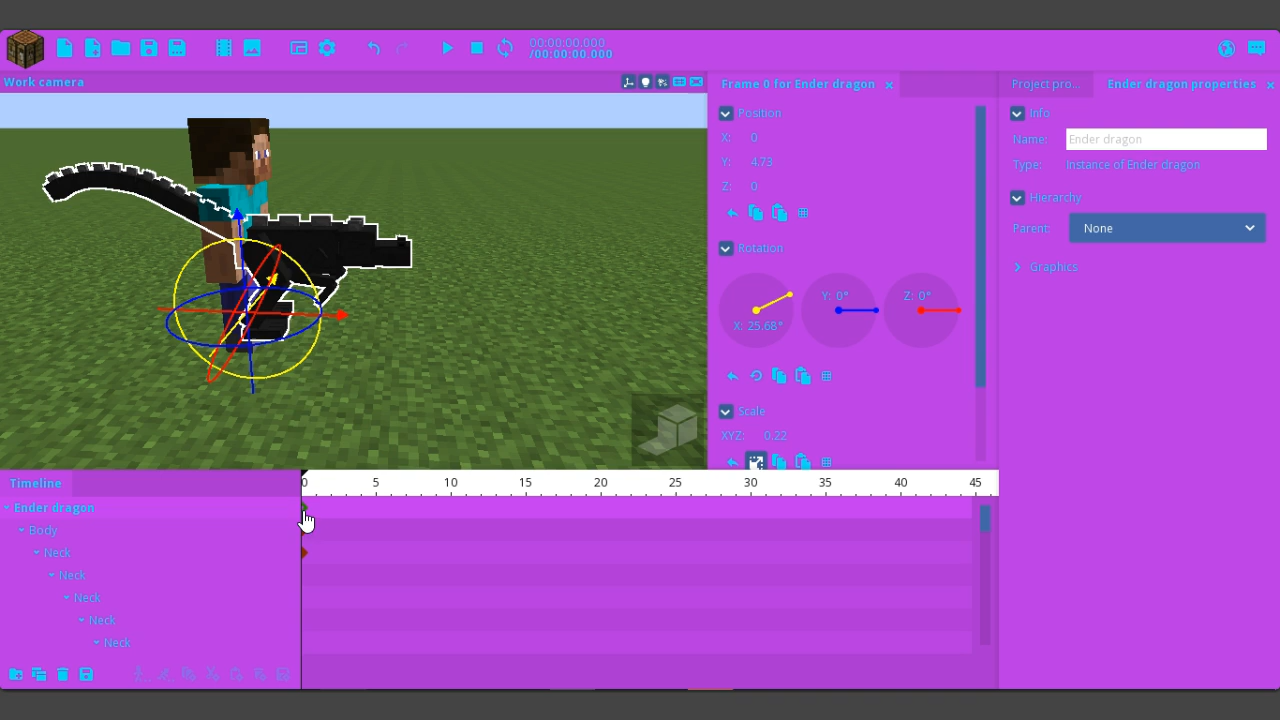 00:00:00.000
/00:00:00.000
Work camera
Frame 0 for Ender dragon
Position
X: 0
Y: 4.73
Z: 0
Rotation
X: 25.68°
Y: 0°
Z: 0°
Scale
XYZ: 0.22
Project pro...
Ender dragon properties
Info
Name: Ender dragon
Type: Instance of Ender dragon
Hierarchy
Parent: None
Graphics
Timeline
0 5 10 15 20 25 30 35 40 45
Ender dragon
Body
Neck
Neck
Neck
Neck
Neck